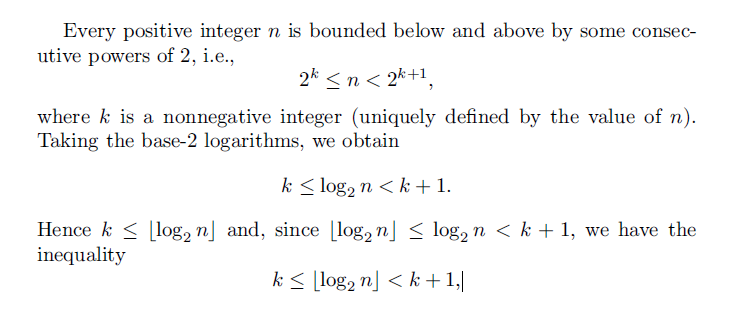 Every positive integer n is bounded below and above by some consec-
utive powers of 2, i.e.,
2^k ≤ n < 2^{k+1},
where k is a nonnegative integer (uniquely defined by the value of n).
Taking the base-2 logarithms, we obtain
k ≤ log₂ n < k + 1.
Hence k ≤ ⌊log₂ n⌋ and, since ⌊log₂ n⌋ ≤ log₂ n < k + 1, we have the
inequality
k ≤ ⌊log₂ n⌋ < k + 1,